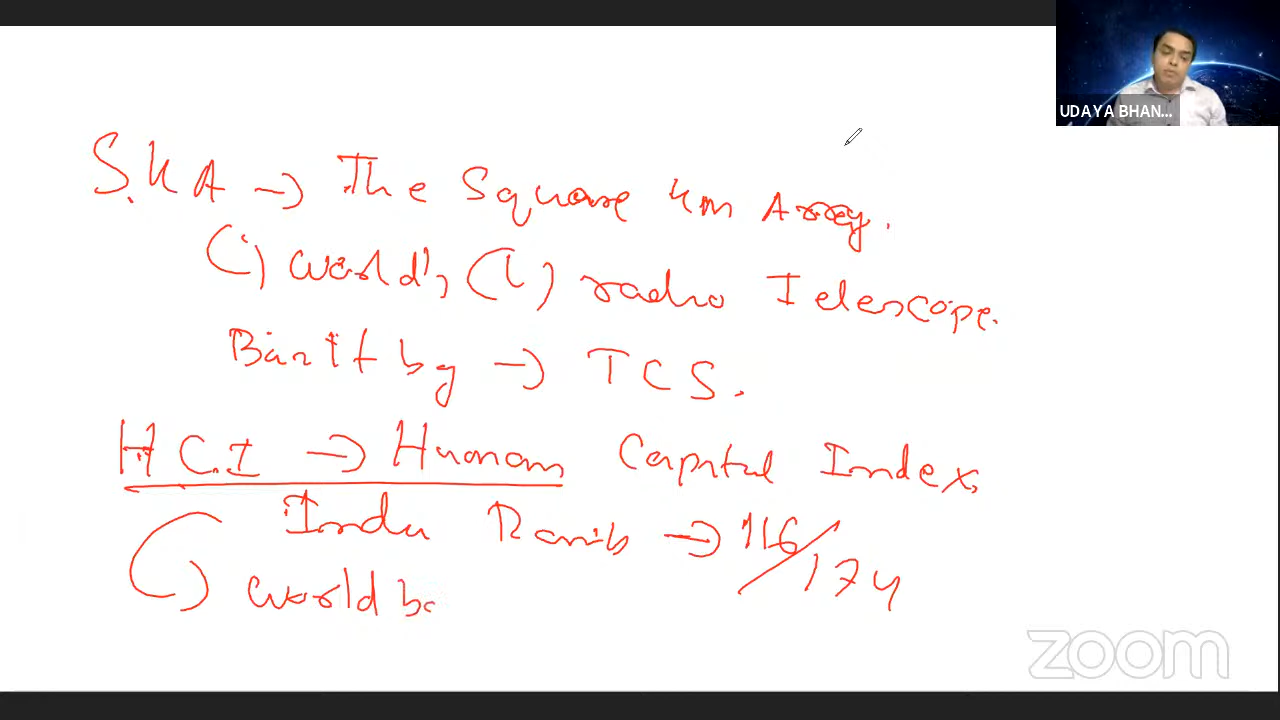 UDAYA BHAN...
S.K A → The Square KM Array.
(i) world's (L) radio Telescope.
Built by → TCS.
H C.I → Human Capital Index.
India Rank → 116/174
world ba
zoom